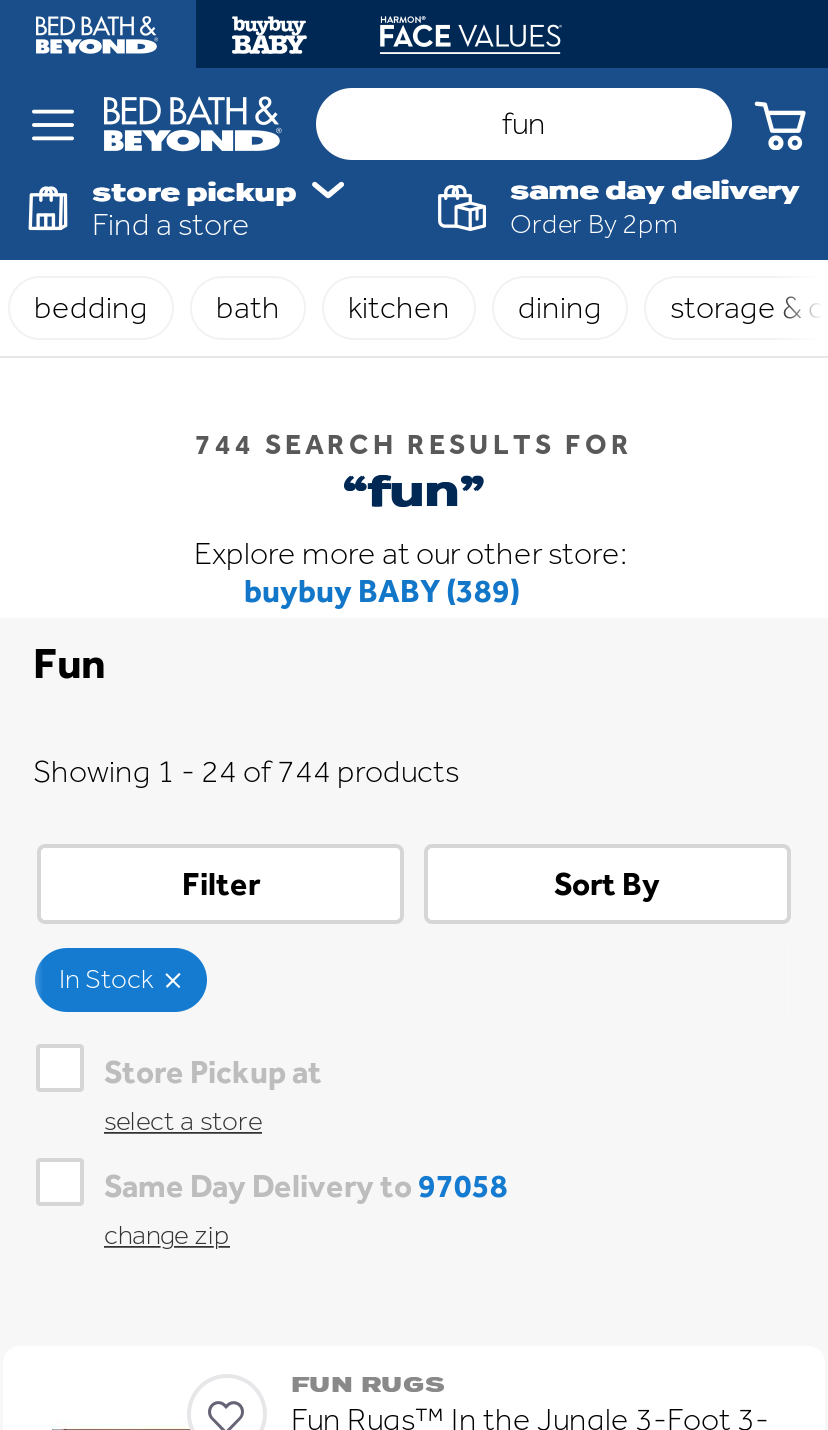 BED BATH &
BEYOND
buybuy
BABY
HARMON®
FACE VALUES
BED BATH &
BEYOND®
fun
store pickup
Find a store
same day delivery
Order By 2pm
bedding
bath
kitchen
dining
storage &
744 SEARCH RESULTS FOR
“fun”
Explore more at our other store:
buybuy BABY (389)
Fun
Showing 1 - 24 of 744 products
Filter
Sort By
In Stock
Store Pickup at
select a store
Same Day Delivery to 97058
change zip
FUN RUGS
Fun Rugs™ In the Jungle 3-Foot 3-